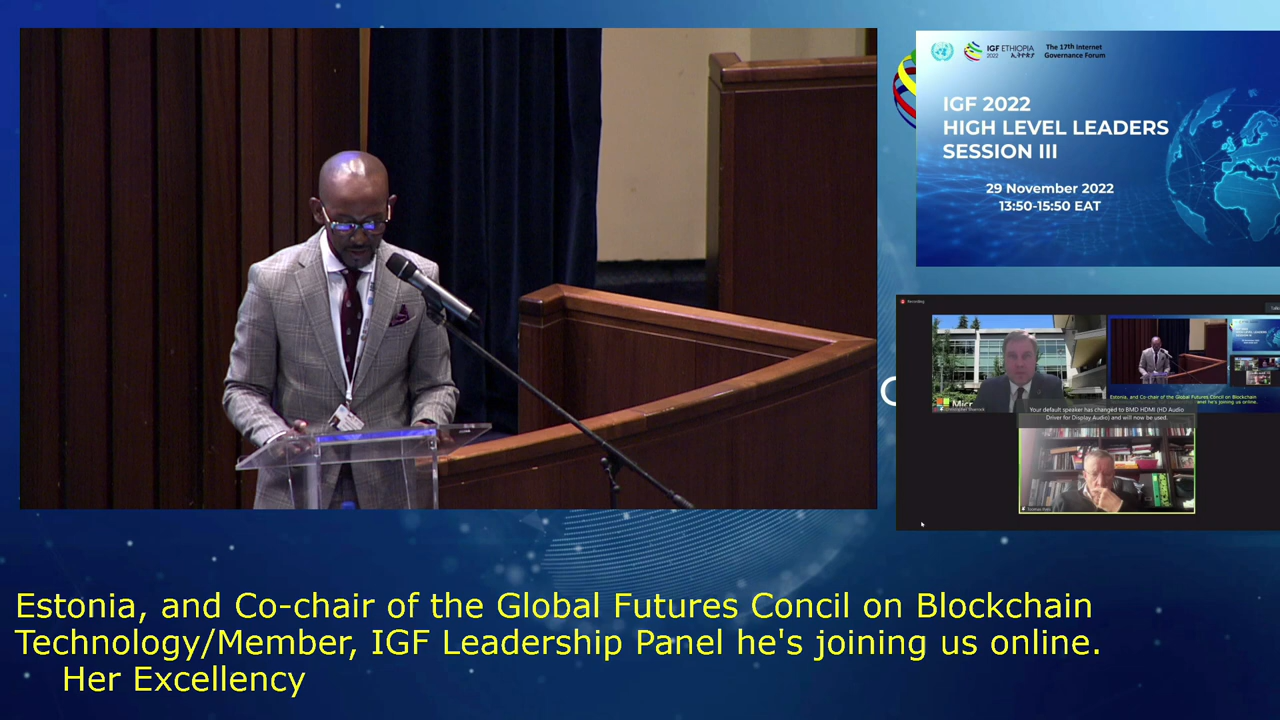 IGF ETHIOPIA
2022 ኢትዮጵያ
The 17th Internet
Governance Forum
IGF 2022
HIGH LEVEL LEADERS
SESSION III
29 November 2022
13:50-15:50 EAT
Recording
Your default speaker has changed to BMD HDMI (HD Audio
Driver for Display Audio) and will now be used.
Estonia, and Co-chair of the Global Futures Concil on Blockchain
Technology/Member, IGF Leadership Panel he's joining us online.
Her Excellency